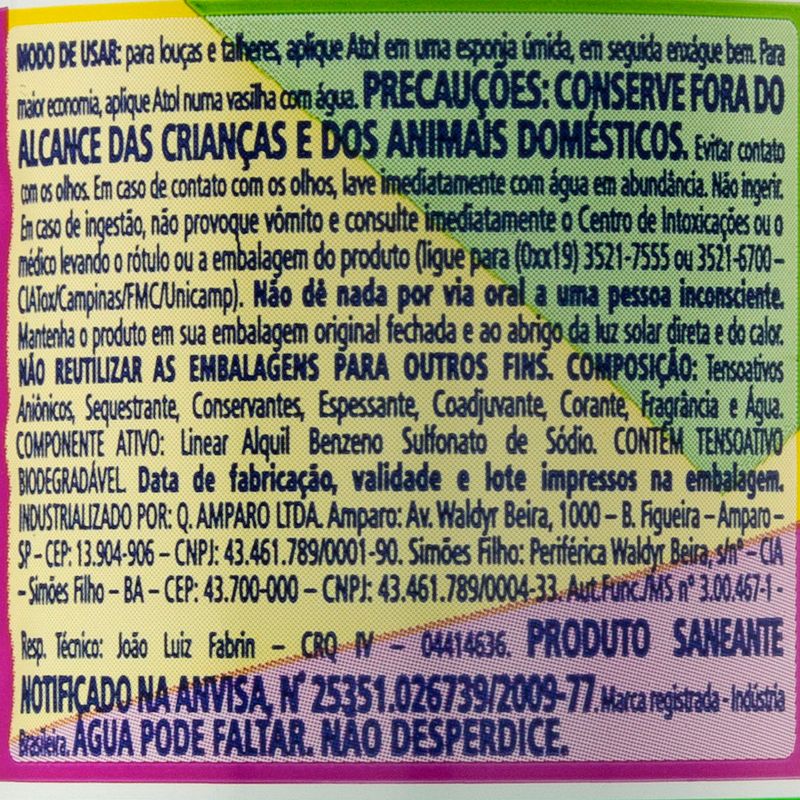 MODO DE USAR: para louças e talheres, aplique Atol em uma esponja úmida, em seguida enxágue bem. Para
maior economia, aplique Atol numa vasilha com água. PRECAUÇÕES: CONSERVE FORA DO
ALCANCE DAS CRIANÇAS E DOS ANIMAIS DOMÉSTICOS. Evitar contato
com os olhos. Em caso de contato com os olhos, lave imediatamente com água em abundância. Não ingerir.
Em caso de ingestão, não provoque vômito e consulte imediatamente o Centro de Intoxicações ou o
médico levando o rótulo ou a embalagem do produto (ligue para (0xx19) 3521-7555 ou 3521-6700 –
CIATox/Campinas/FMC/Unicamp). Não dê nada por via oral a uma pessoa inconsciente.
Mantenha o produto em sua embalagem original fechada e ao abrigo da luz solar direta e do calor.
NÃO REUTILIZAR AS EMBALAGENS PARA OUTROS FINS. COMPOSIÇÃO: Tensoativos
Aniônicos, Sequestrante, Conservantes, Espessante, Coadjuvante, Corante, Fragrância e Água.
COMPONENTE ATIVO: Linear Alquil Benzeno Sulfonato de Sódio. CONTÉM TENSOATIVO
BIODEGRADÁVEL. Data de fabricação, validade e lote impressos na embalagem.
INDUSTRIALIZADO POR: Q. AMPARO LTDA. Amparo: Av. Waldyr Beira, 1000 – B. Figueira – Amparo –
SP – CEP: 13.904-906 – CNPJ: 43.461.789/0001-90. Simões Filho: Periférica Waldyr Beira, s/nº – CIA
– Simões Filho – BA – CEP: 43.700-000 – CNPJ: 43.461.789/0004-33. Aut.Func./MS nº 3.00.467-1 -
Resp. Técnico: João Luiz Fabrin – CRQ IV – 04414636. PRODUTO SANEANTE
NOTIFICADO NA ANVISA, Nº 25351.026739/2009-77. Marca registrada - Indústria
Brasileira. ÁGUA PODE FALTAR. NÃO DESPERDICE.